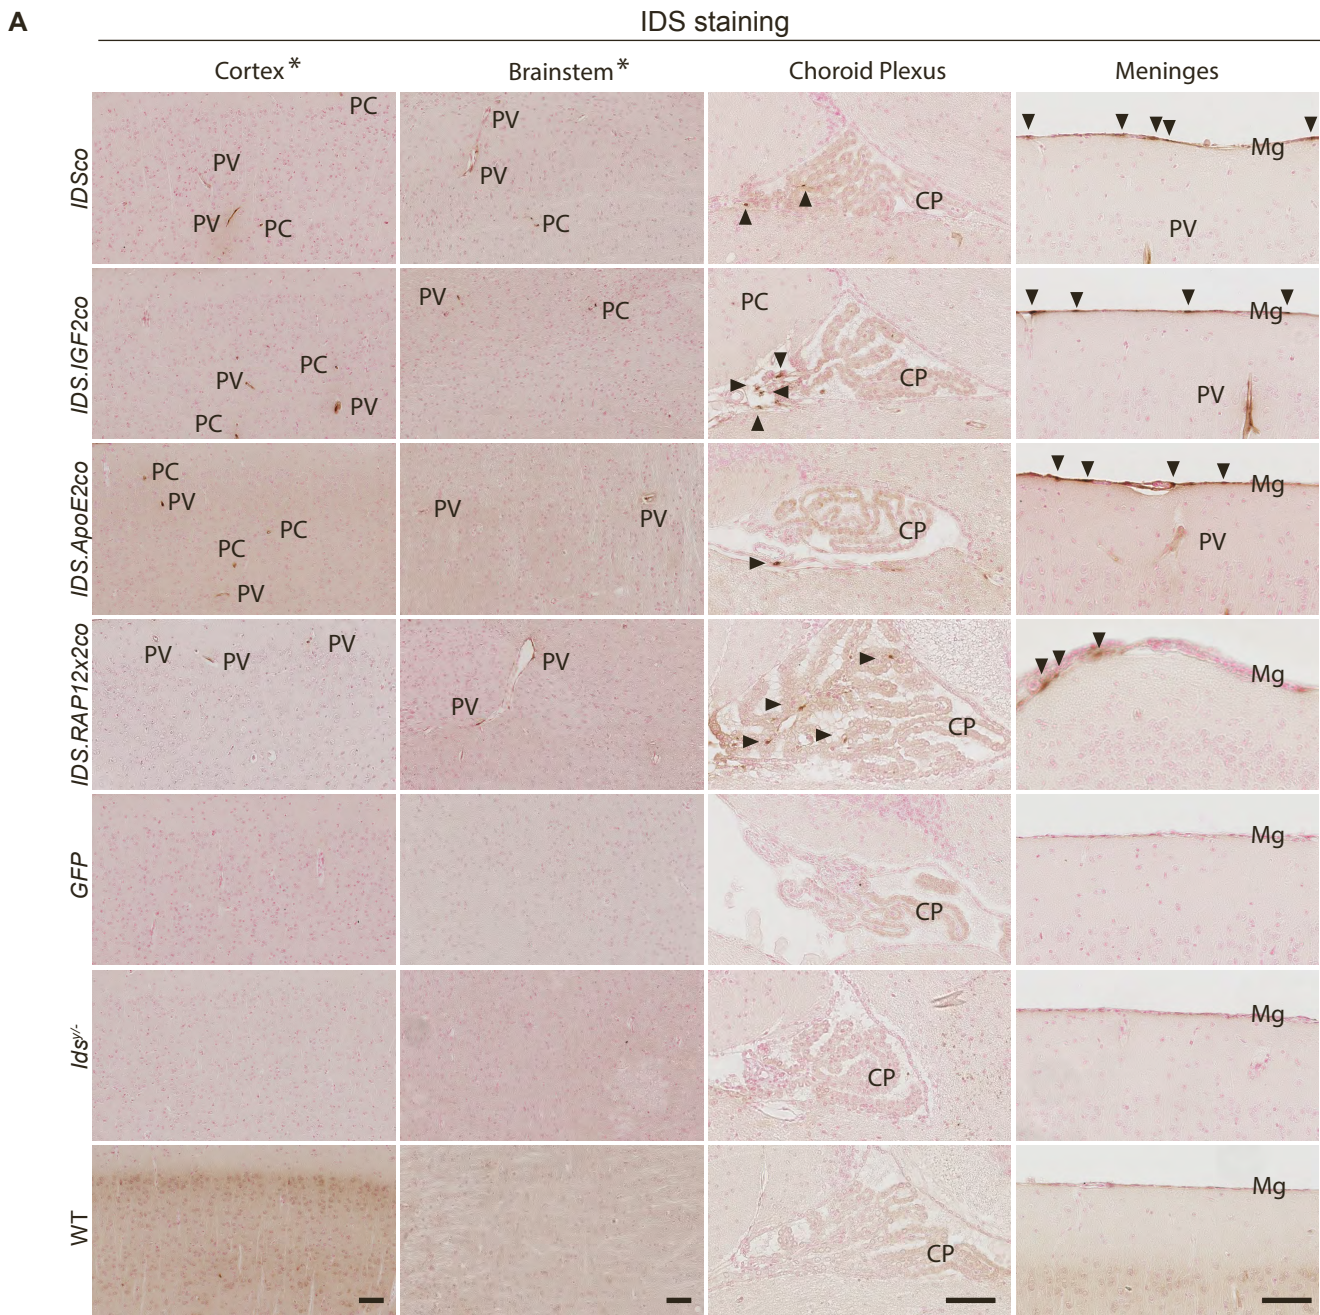 A
IDS staining
Cortex* Brainstem* Choroid Plexus Meninges
IDSco
PC
PV
PV
PC
PV
PV
PC
CP
Mg
PV
IDS.IGF2co
PC
PV
PV
PC
PV
PC
PC
CP
Mg
PV
IDS.ApoE2co
PC
PV
PC
PC
PV
PV
PV
CP
Mg
PV
IDS.RAP12x2co
PV
PV
PV
PV
PV
CP
Mg
GFP
CP
Mg
Ids^y/-
CP
Mg
WT
CP
Mg